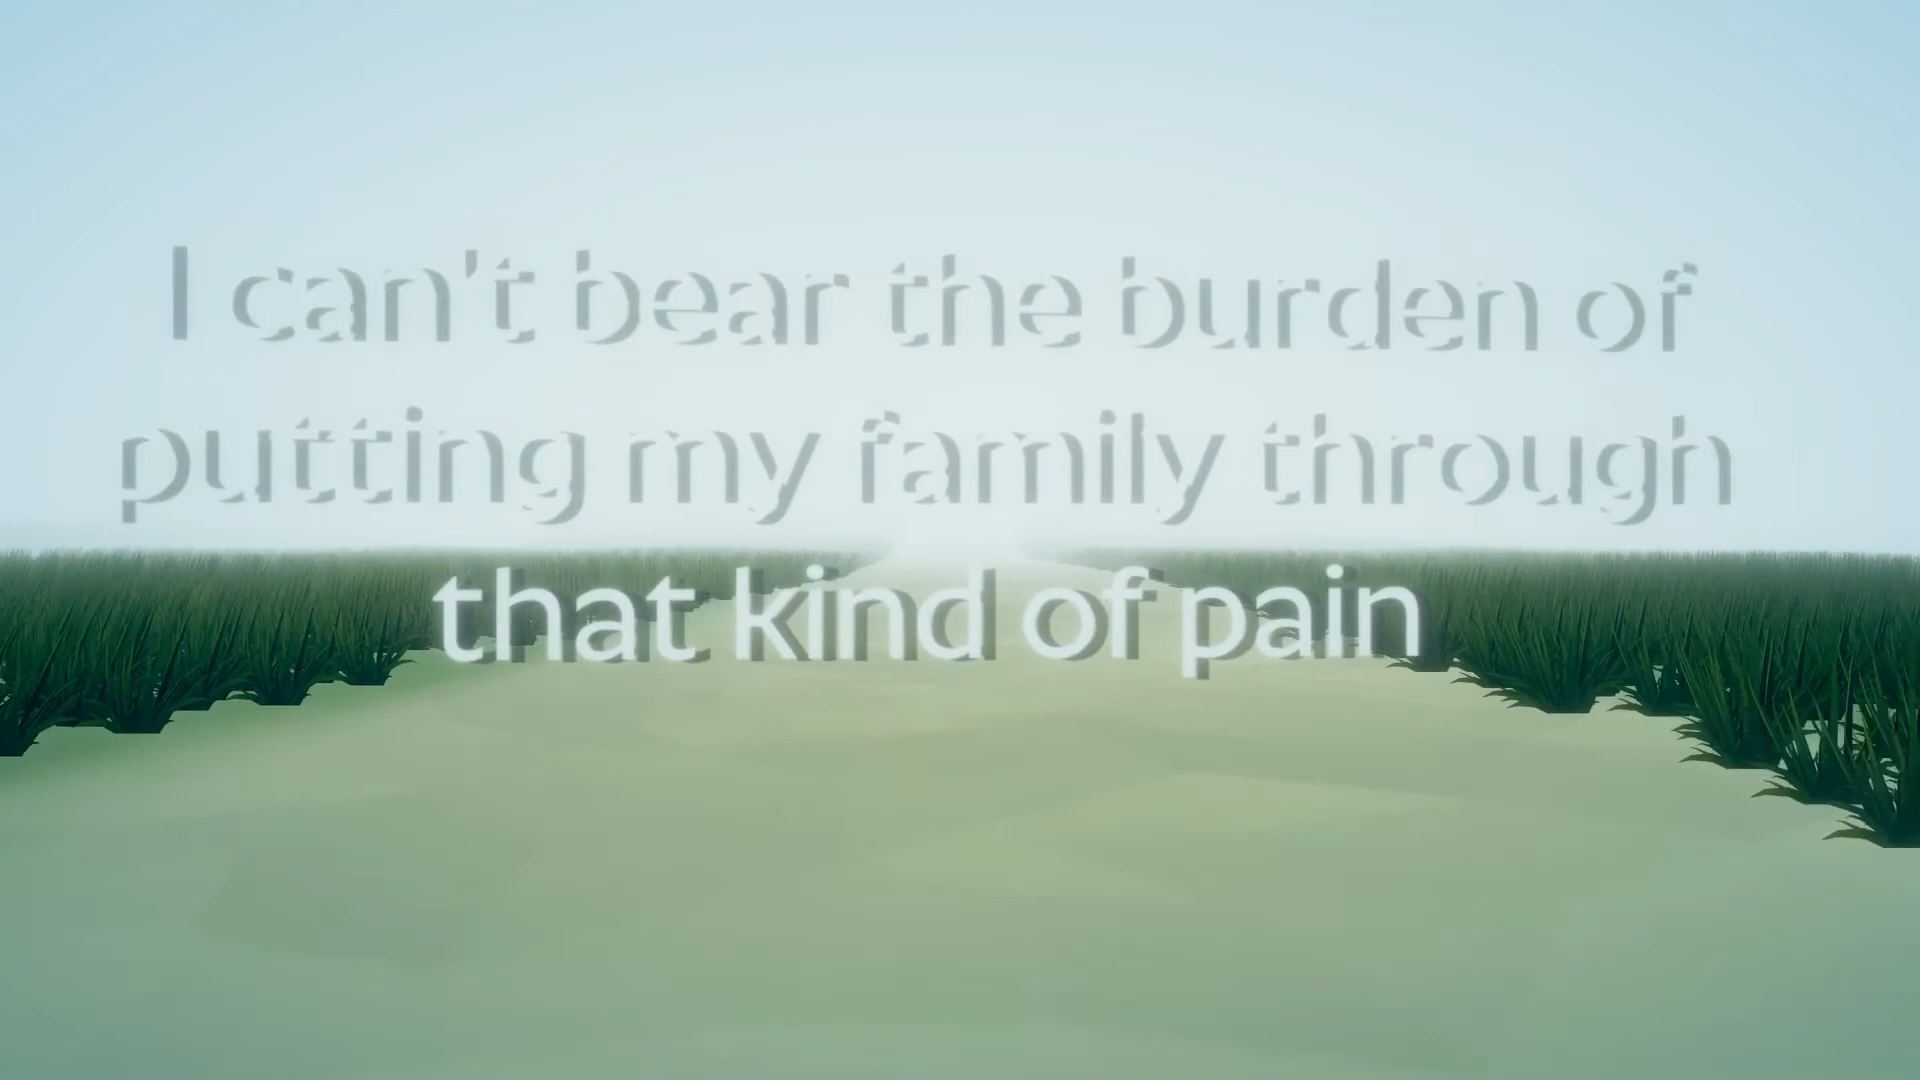 I can't bear the burden of
putting my family through
that kind of pain